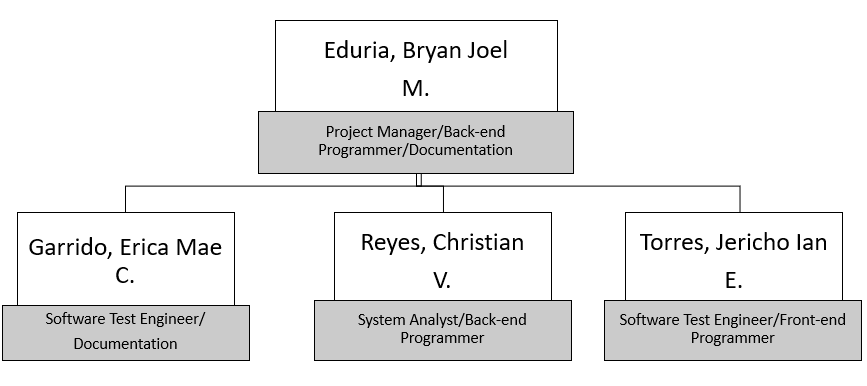 Eduria, Bryan Joel
M.
Project Manager/Back-end
Programmer/Documentation
Garrido, Erica Mae
C.
Software Test Engineer/
Documentation
Reyes, Christian
V.
System Analyst/Back-end
Programmer
Torres, Jericho Ian
E.
Software Test Engineer/Front-end
Programmer